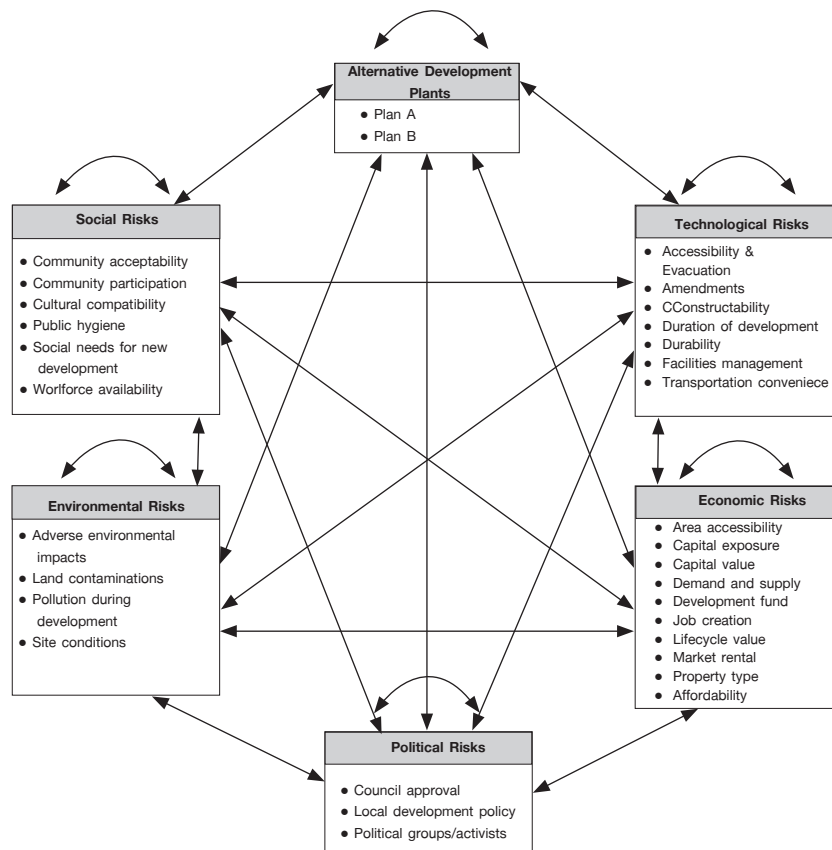 Alternative Development
Plants
● Plan A
● Plan B
Social Risks
● Community acceptability
● Community participation
● Cultural compatibility
● Public hygiene
● Social needs for new
development
● Worlforce availability
Technological Risks
● Accessibility &
Evacuation
● Amendments
● CConstructability
● Duration of development
● Durability
● Facilities management
● Transportation conveniece
Environmental Risks
● Adverse environmental
impacts
● Land contaminations
● Pollution during
development
● Site conditions
Economic Risks
● Area accessibility
● Capital exposure
● Capital value
● Demand and supply
● Development fund
● Job creation
● Lifecycle value
● Market rental
● Property type
● Affordability
Political Risks
● Council approval
● Local development policy
● Political groups/activists